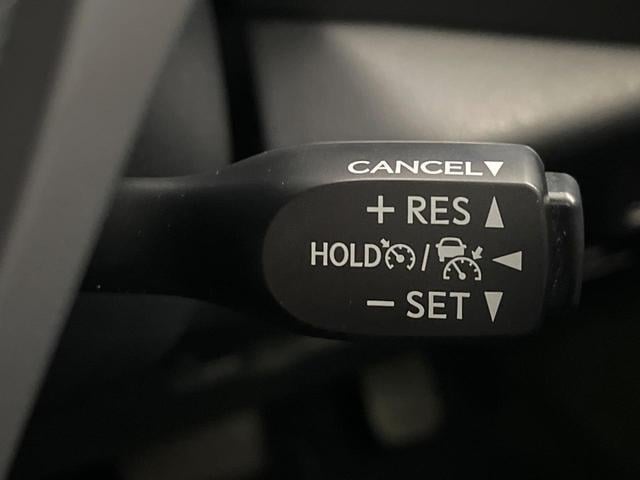 CANCEL▼
+ RES ▲
HOLD / ◀
− SET ▼